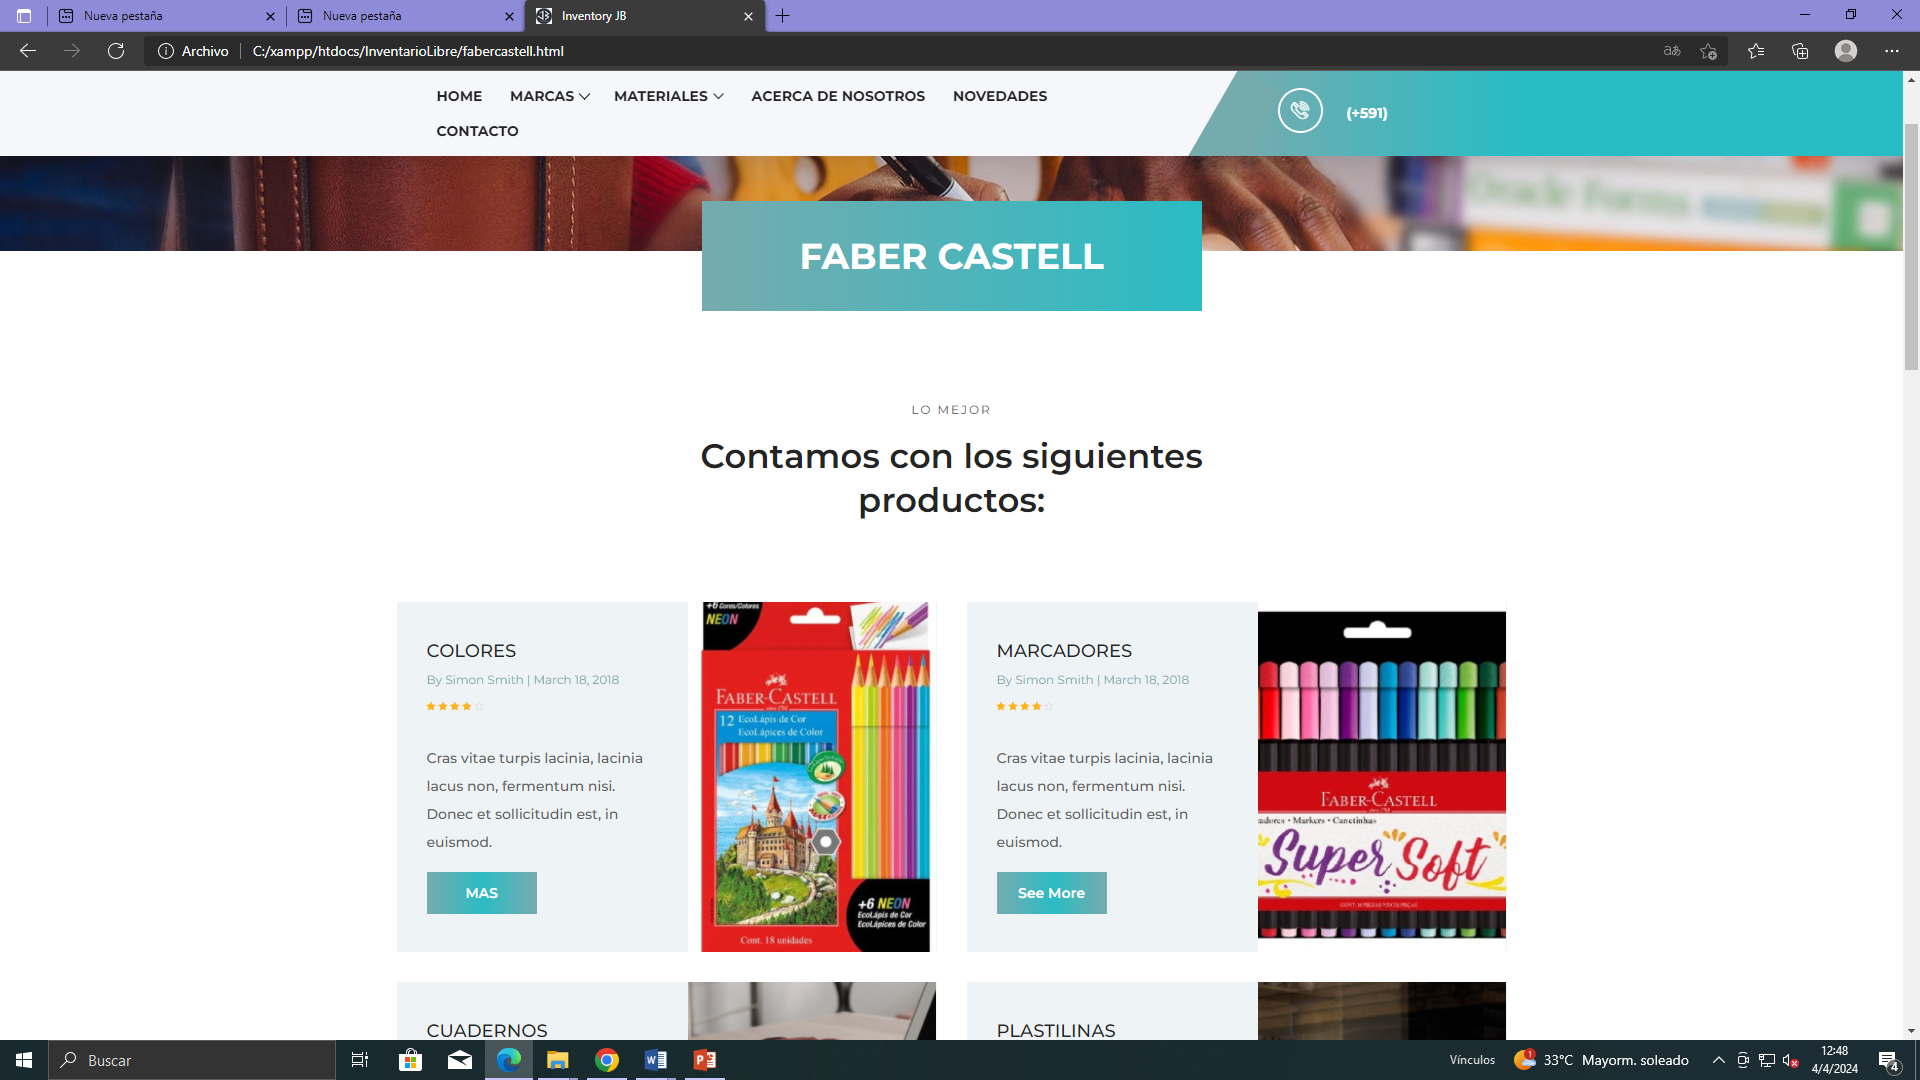 Nueva pestaña
Nueva pestaña
Inventory JB
Archivo
C:/xampp/htdocs/InventarioLibre/fabercastell.html
HOME
MARCAS
MATERIALES
ACERCA DE NOSOTROS
NOVEDADES
CONTACTO
(+591)
Oracle Forms
FABER CASTELL
LO MEJOR
Contamos con los siguientes
productos:
COLORES
By Simon Smith | March 18, 2018
Cras vitae turpis lacinia, lacinia
lacus non, fermentum nisi.
Donec et sollicitudin est, in
euismod.
MAS
+6 Cores/Colores
NEON
FABER-CASTELL
since 1761
12 EcoLápis de Cor
EcoLápices de Color
+6 NEON
EcoLápis de Cor
EcoLápices de Color
Cont. 18 unidades
MARCADORES
By Simon Smith | March 18, 2018
Cras vitae turpis lacinia, lacinia
lacus non, fermentum nisi.
Donec et sollicitudin est, in
euismod.
See More
FABER-CASTELL
adores • Markers • Canetinhas
Super Soft
CUADERNOS
PLASTILINAS
Buscar
Vínculos
1
33°C Mayorm. soleado
12:48
4/4/2024
4